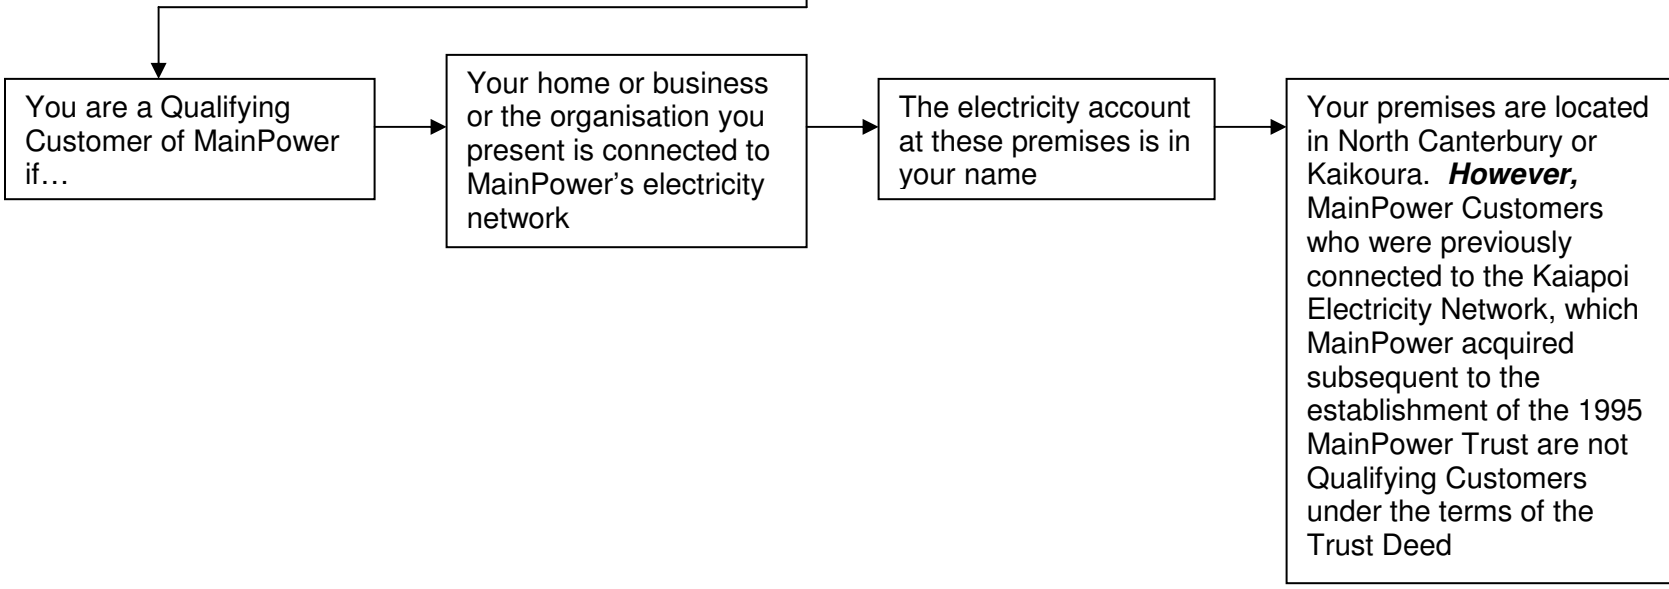 You are a Qualifying
Customer of MainPower
if…
Your home or business
or the organisation you
present is connected to
MainPower’s electricity
network
The electricity account
at these premises is in
your name
Your premises are located
in North Canterbury or
Kaikoura.  However,
MainPower Customers
who were previously
connected to the Kaiapoi
Electricity Network, which
MainPower acquired
subsequent to the
establishment of the 1995
MainPower Trust are not
Qualifying Customers
under the terms of the
Trust Deed